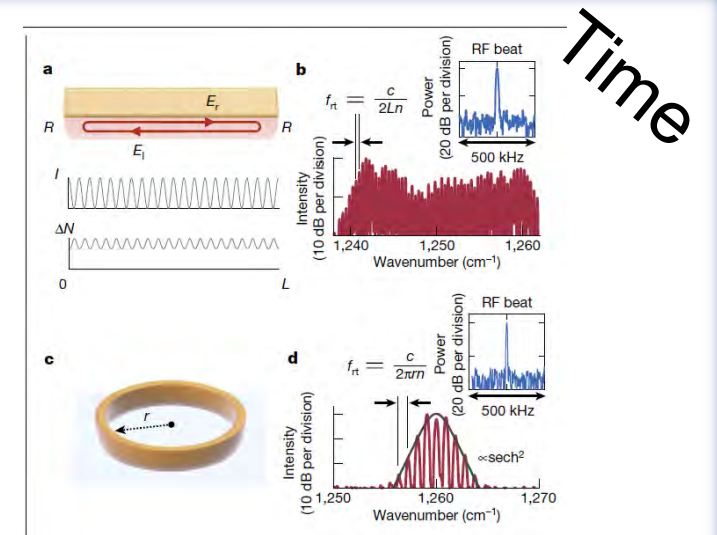 Time
a
E_r
R
R
E_l
I
ΔN
0
L
b
f_rt = c/2Ln
RF beat
Power
(20 dB per division)
500 kHz
Intensity
(10 dB per division)
1,240
1,250
1,260
Wavenumber (cm⁻¹)
c
r
d
f_rt = c/2πrn
RF beat
Power
(20 dB per division)
500 kHz
∝sech²
Intensity
(10 dB per division)
1,250
1,260
1,270
Wavenumber (cm⁻¹)